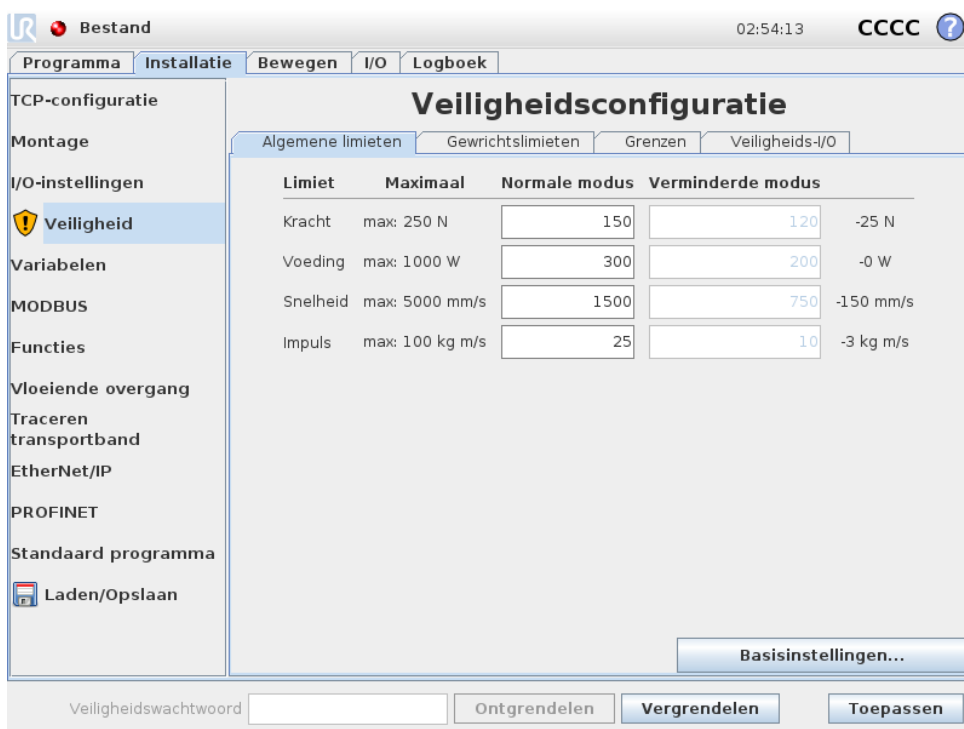 UR Bestand 02:54:13 CCCC ?
Programma Installatie Bewegen I/O Logboek
TCP-configuratie
Montage
I/O-instellingen
Veiligheid
Variabelen
MODBUS
Functies
Vloeiende overgang
Traceren
transportband
EtherNet/IP
PROFINET
Standaard programma
Laden/Opslaan
Veiligheidsconfiguratie
Algemene limieten Gewrichtslimieten Grenzen Veiligheids-I/O
Limiet Maximaal Normale modus Verminderde modus
Kracht max: 250 N 150 120 -25 N
Voeding max: 1000 W 300 200 -0 W
Snelheid max: 5000 mm/s 1500 750 -150 mm/s
Impuls max: 100 kg m/s 25 10 -3 kg m/s
Basisinstellingen...
Veiligheidswachtwoord Ontgrendelen Vergrendelen Toepassen